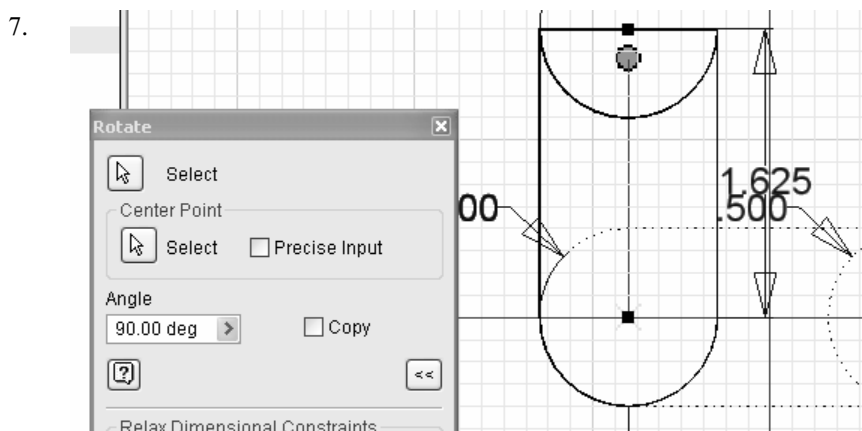 7.
Rotate
Select
Center Point
Select Precise Input
Angle
90.00 deg Copy
<<
Relax Dimensional Constraints
00
1.625
.500